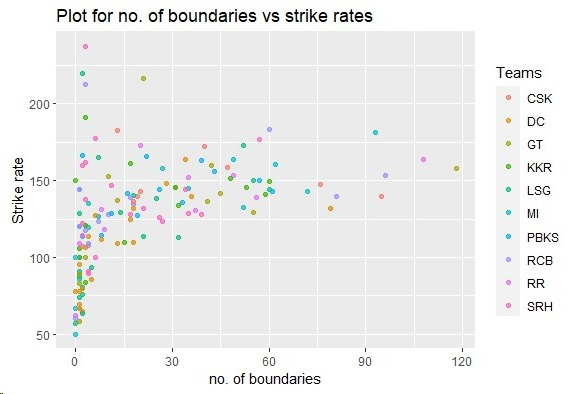 Plot for no. of boundaries vs strike rates
Strike rate
200
150
100
50
0
30
60
90
120
no. of boundaries
Teams
CSK
DC
GT
KKR
LSG
MI
PBKS
RCB
RR
SRH